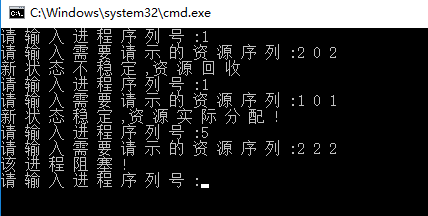 C:\Windows\system32\cmd.exe
请输入进程序列号:1
请输入需要请示的资源序列:2 0 2
新状态不稳定,资源回收
请输入进程序列号:1
请输入需要请示的资源序列:1 0 1
新状态稳定,资源实际分配!
请输入进程序列号:5
请输入需要请示的资源序列:2 2 2
该进程阻塞!
请输入进程序列号: